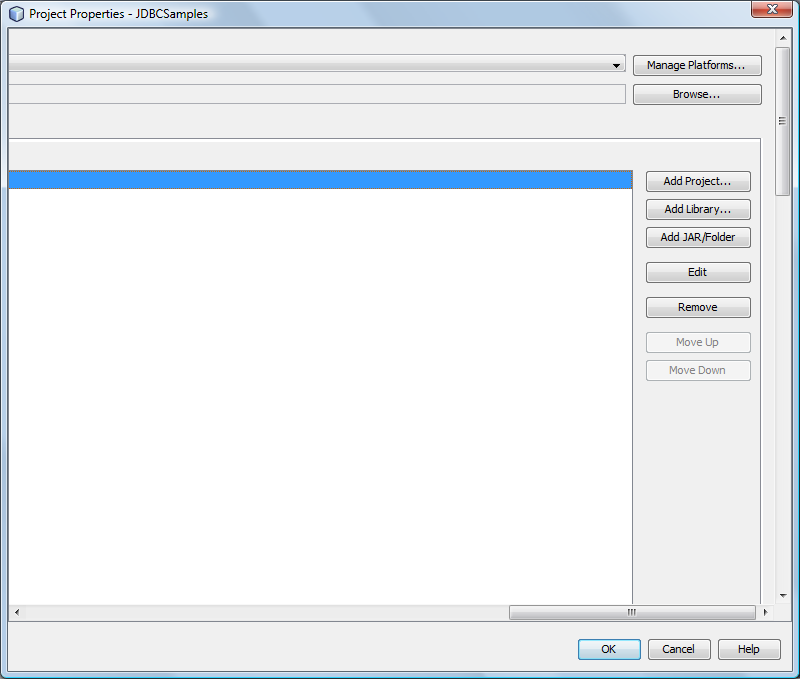 Project Properties - JDBCSamples
Manage Platforms...
Browse...
Add Project...
Add Library...
Add JAR/Folder
Edit
Remove
Move Up
Move Down
OK Cancel Help